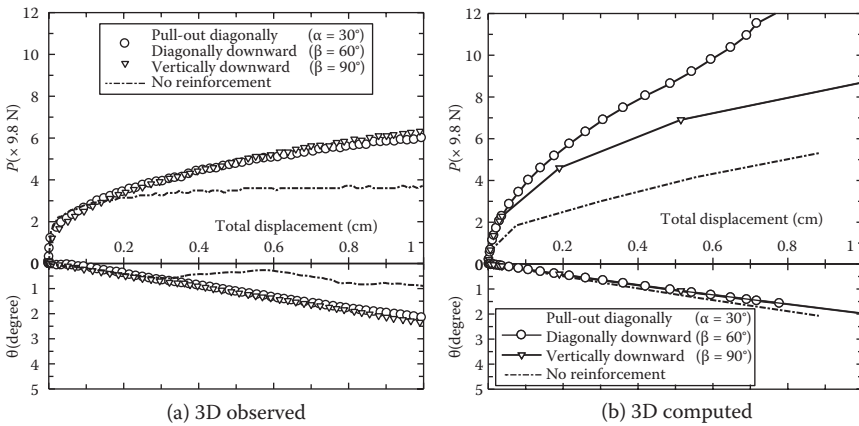 12
10
8
6
4
2
0
1
2
3
4
5
P(× 9.8 N)
θ(degree)
Pull-out diagonally (α = 30°)
Diagonally downward (β = 60°)
Vertically downward (β = 90°)
No reinforcement
Total displacement (cm)
0.2 0.4 0.6 0.8 1
(a) 3D observed
12
10
8
6
4
2
0
1
2
3
4
5
P(× 9.8 N)
θ(degree)
Total displacement (cm)
0.2 0.4 0.6 0.8 1
Pull-out diagonally (α = 30°)
Diagonally downward (β = 60°)
Vertically downward (β = 90°)
No reinforcement
(b) 3D computed